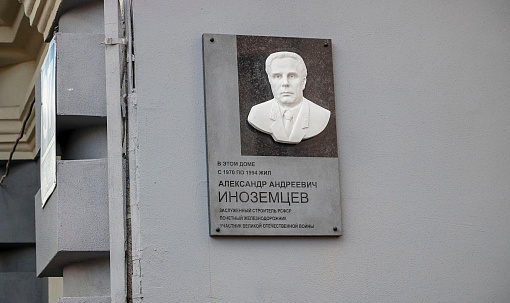 В ЭТОМ ДОМЕ
С 1970 ПО 1994 ЖИЛ
АЛЕКСАНДР АНДРЕЕВИЧ
ИНОЗЕМЦЕВ
ЗАСЛУЖЕННЫЙ СТРОИТЕЛЬ РСФСР
ПОЧЕТНЫЙ ЖЕЛЕЗНОДОРОЖНИК
УЧАСТНИК ВЕЛИКОЙ ОТЕЧЕСТВЕННОЙ ВОЙНЫ